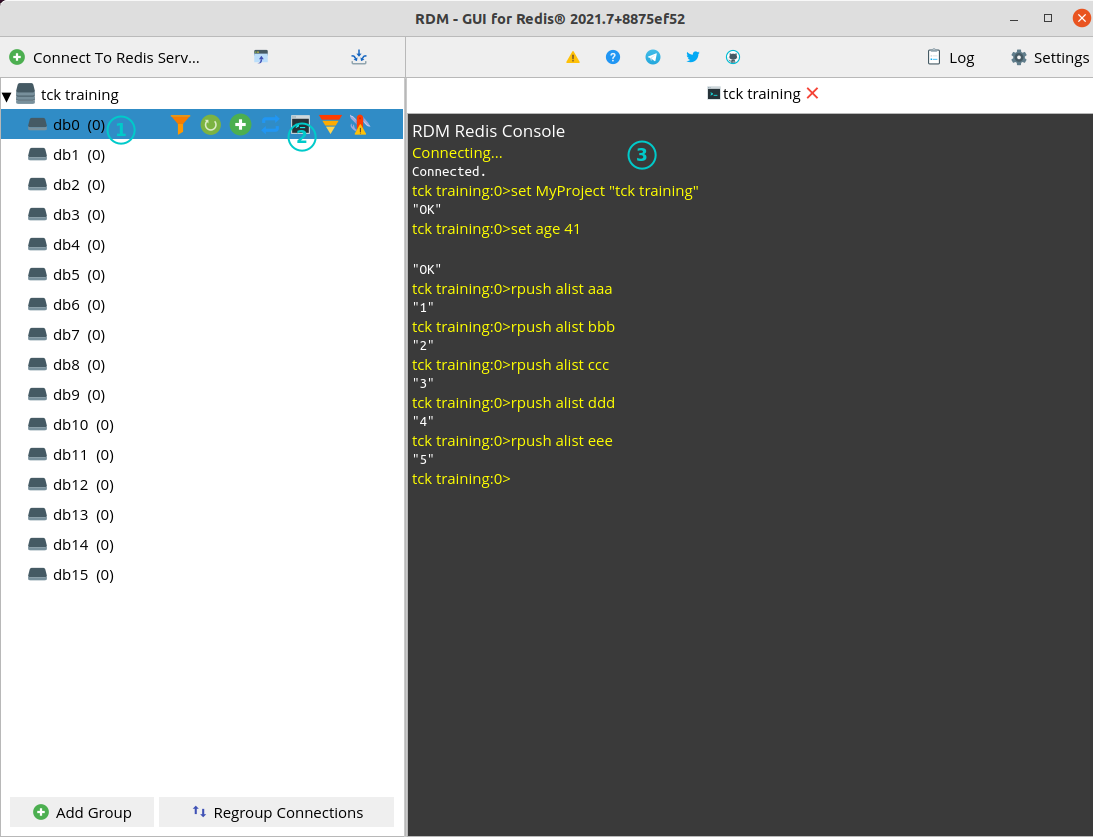 RDM - GUI for Redis® 2021.7+8875ef52
Connect To Redis Serv...
Log
Settings
tck training
db0 (0)
1
2
db1 (0)
db2 (0)
db3 (0)
db4 (0)
db5 (0)
db6 (0)
db7 (0)
db8 (0)
db9 (0)
db10 (0)
db11 (0)
db12 (0)
db13 (0)
db14 (0)
db15 (0)
Add Group
Regroup Connections
tck training
RDM Redis Console
Connecting...
3
Connected.
tck training:0>set MyProject "tck training"
"OK"
tck training:0>set age 41
"OK"
tck training:0>rpush alist aaa
"1"
tck training:0>rpush alist bbb
"2"
tck training:0>rpush alist ccc
"3"
tck training:0>rpush alist ddd
"4"
tck training:0>rpush alist eee
"5"
tck training:0>